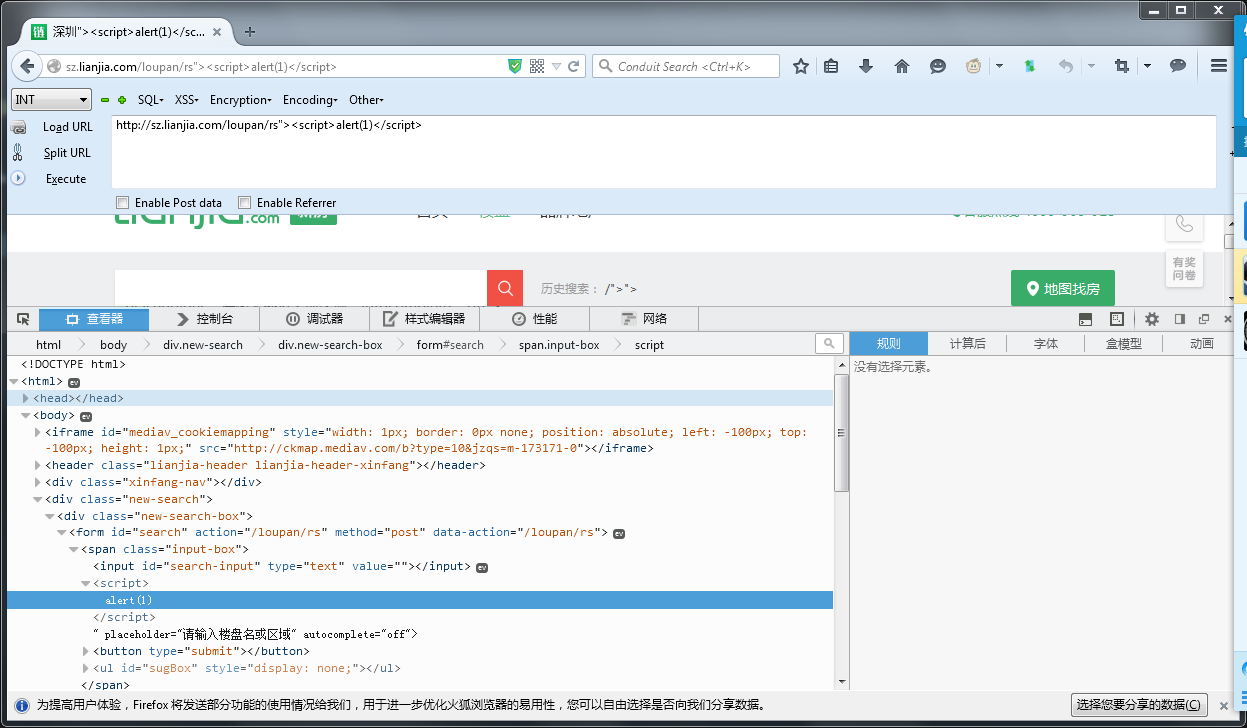 深圳"><script>alert(1)</sc...
sz.lianjia.com/loupan/rs"><script>alert(1)</script>
Conduit Search <Ctrl+K>
INT SQL- XSS- Encryption- Encoding- Other-
Load URL
http://sz.lianjia.com/loupan/rs"><script>alert(1)</script>
Split URL
Execute
Enable Post data Enable Referrer
.com
历史搜索： /">">
地图找房
有奖
问卷
查看器 控制台 调试器 样式编辑器 性能 网络
html body div.new-search div.new-search-box form#search span.input-box script
规则 计算后 字体 盒模型 动画
没有选择元素。
<!DOCTYPE html>
<html> ev
<head></head>
<body> ev
<iframe id="mediav_cookiemapping" style="width: 1px; border: 0px none; position: absolute; left: -100px; top:
-100px; height: 1px;" src="http://ckmap.mediav.com/b?type=10&jzqs=m-173171-0"></iframe>
<header class="lianjia-header lianjia-header-xinfang"></header>
<div class="xinfang-nav"></div>
<div class="new-search">
<div class="new-search-box">
<form id="search" action="/loupan/rs" method="post" data-action="/loupan/rs"> ev
<span class="input-box">
<input id="search-input" type="text" value=""></input> ev
<script>
alert(1)
</script>
" placeholder="请输入楼盘名或区域" autocomplete="off">
<button type="submit"></button>
<ul id="sugBox" style="display: none;"></ul>
</span>
为提高用户体验，Firefox 将发送部分功能的使用情况给我们，用于进一步优化火狐浏览器的易用性，您可以自由选择是否向我们分享数据。
选择您要分享的数据(C)